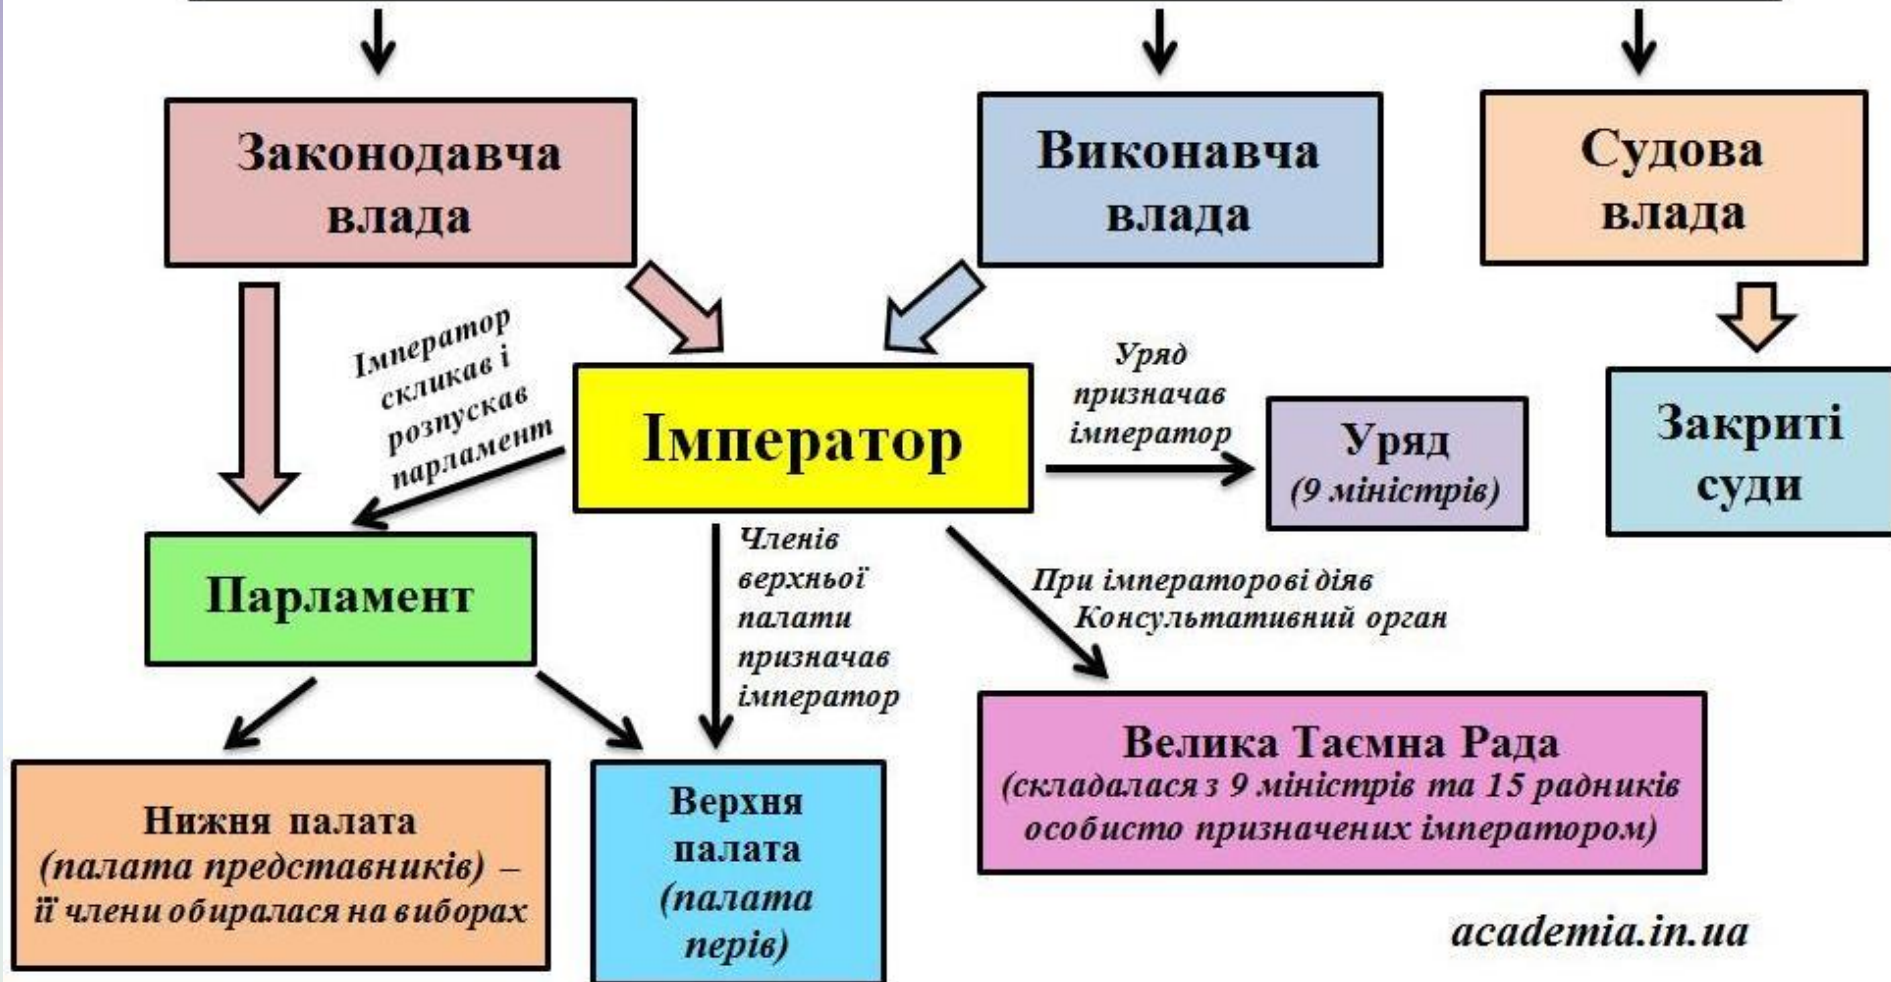 Законодавча
влада
Виконавча
влада
Судова
влада
Імператор
скликав і
розпускав
парламент
Імператор
Уряд
призначав
імператор
Уряд
(9 міністрів)
Закриті
суди
Парламент
Членів
верхньої
палати
призначав
імператор
При імператорові діяв
Консультативний орган
Нижня палата
(палата представників) –
її члени обиралася на виборах
Верхня
палата
(палата
перів)
Велика Таємна Рада
(складалася з 9 міністрів та 15 радників
особисто призначених імператором)
academia.in.ua